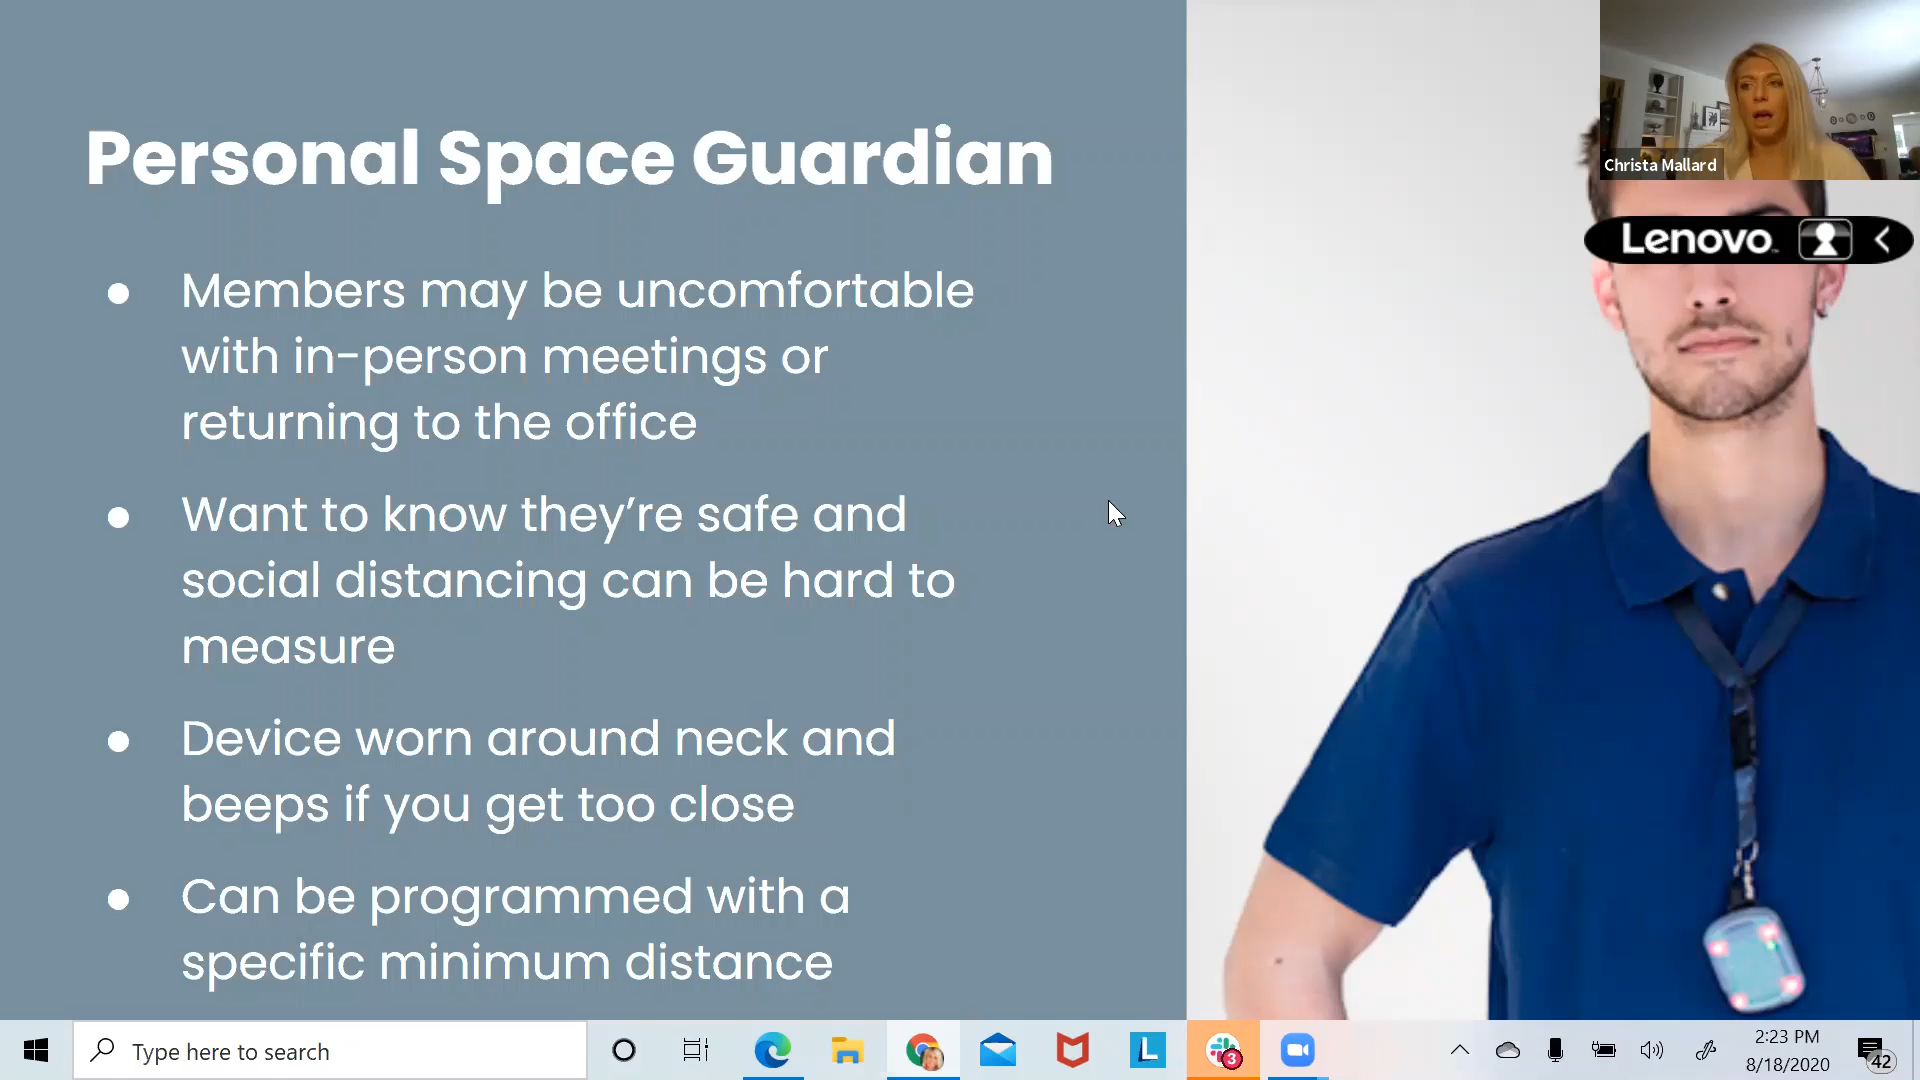 Personal Space Guardian
Members may be uncomfortable
with in-person meetings or
returning to the office
Want to know they’re safe and
social distancing can be hard to
measure
Device worn around neck and
beeps if you get too close
Can be programmed with a
specific minimum distance
Christa Mallard
Lenovo
Type here to search
L
3
2:23 PM
8/18/2020
42